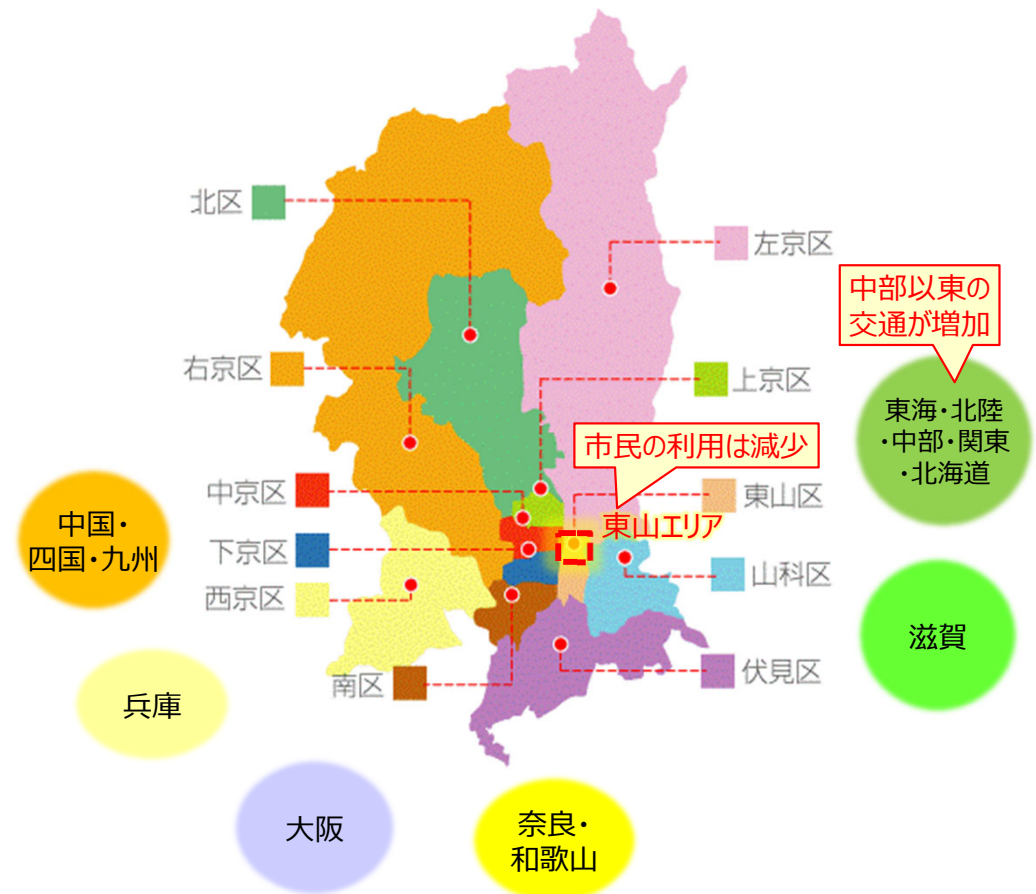 北区
左京区
中部以東の
交通が増加
右京区
上京区
東海・北陸
・中部・関東
・北海道
市民の利用は減少
中京区
東山区
中国・
四国・九州
東山エリア
下京区
山科区
西京区
滋賀
南区
伏見区
兵庫
大阪
奈良・
和歌山